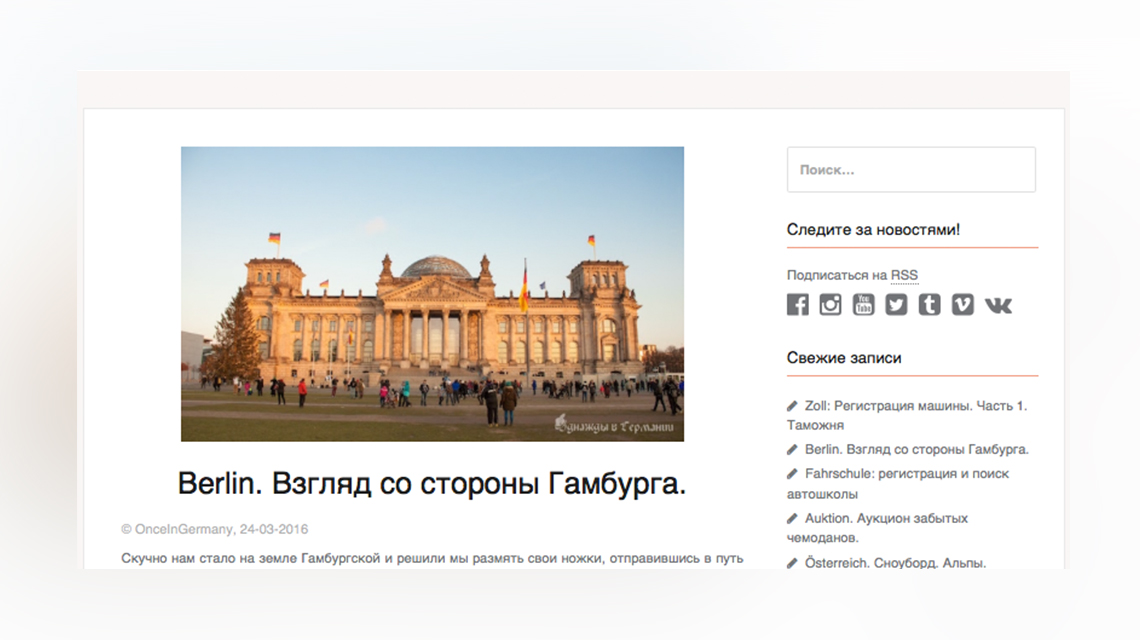 Однажды в Германии
Berlin. Взгляд со стороны Гамбурга.
© OnceInGermany, 24-03-2016
Скучно нам стало на земле Гамбургской и решили мы размять свои ножки, отправившись в путь
Поиск...
Следите за новостями!
Подписаться на RSS
You
Tube
Свежие записи
Zoll: Регистрация машины. Часть 1.
Таможня
Berlin. Взгляд со стороны Гамбурга.
Fahrschule: регистрация и поиск
автошколы
Auktion. Аукцион забытых
чемоданов.
Österreich. Сноуборд. Альпы.